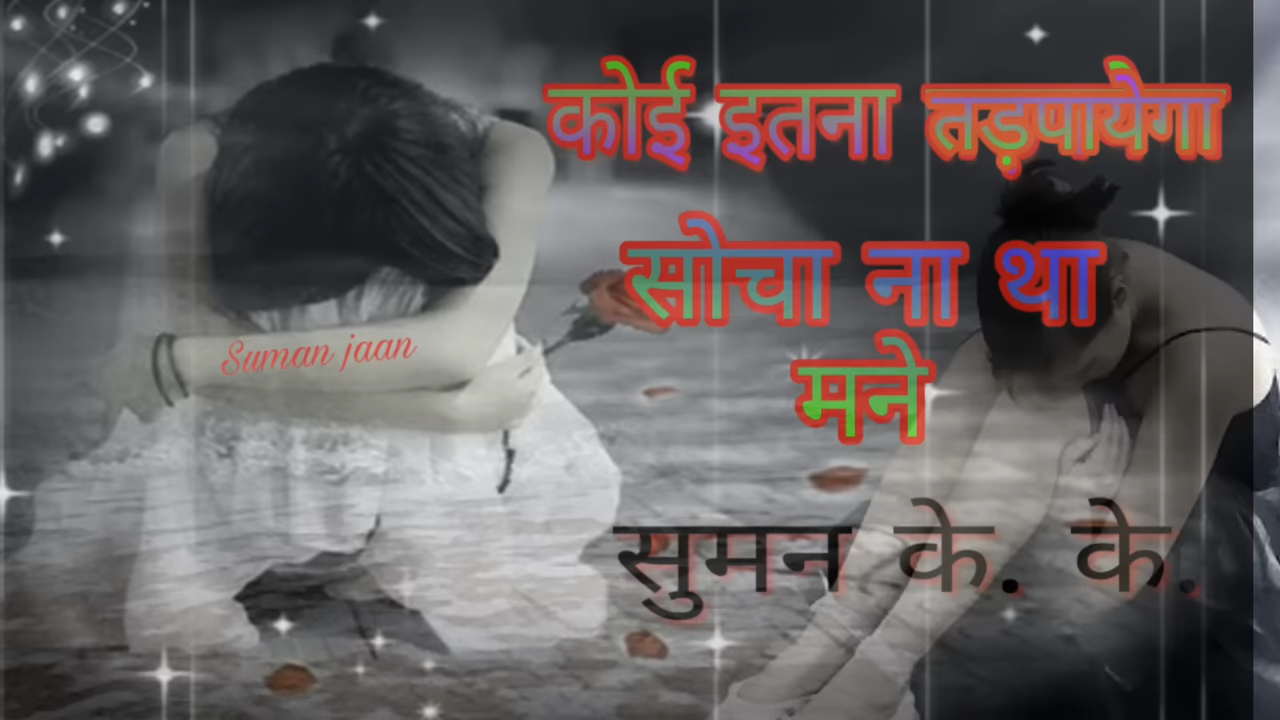 कोई इतना तड़पायेगा
सोचा ना था
मने
Suman jaan
सुमन के. के.